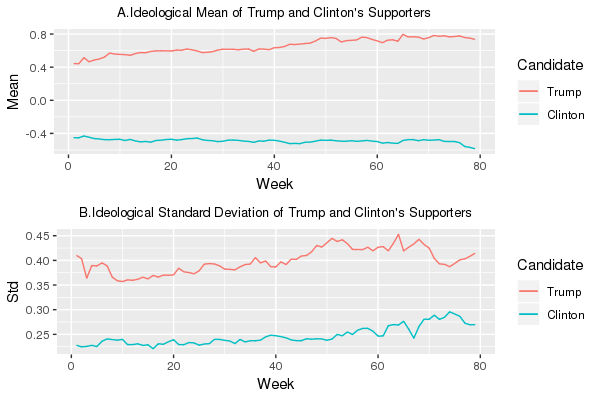 A.Ideological Mean of Trump and Clinton's Supporters
0.8
0.4
0.0
-0.4
Mean
0
20
40
60
80
Week
Candidate
Trump
Clinton
B.Ideological Standard Deviation of Trump and Clinton's Supporters
0.45
0.40
0.35
0.30
0.25
Std
0
20
40
60
80
Week
Candidate
Trump
Clinton